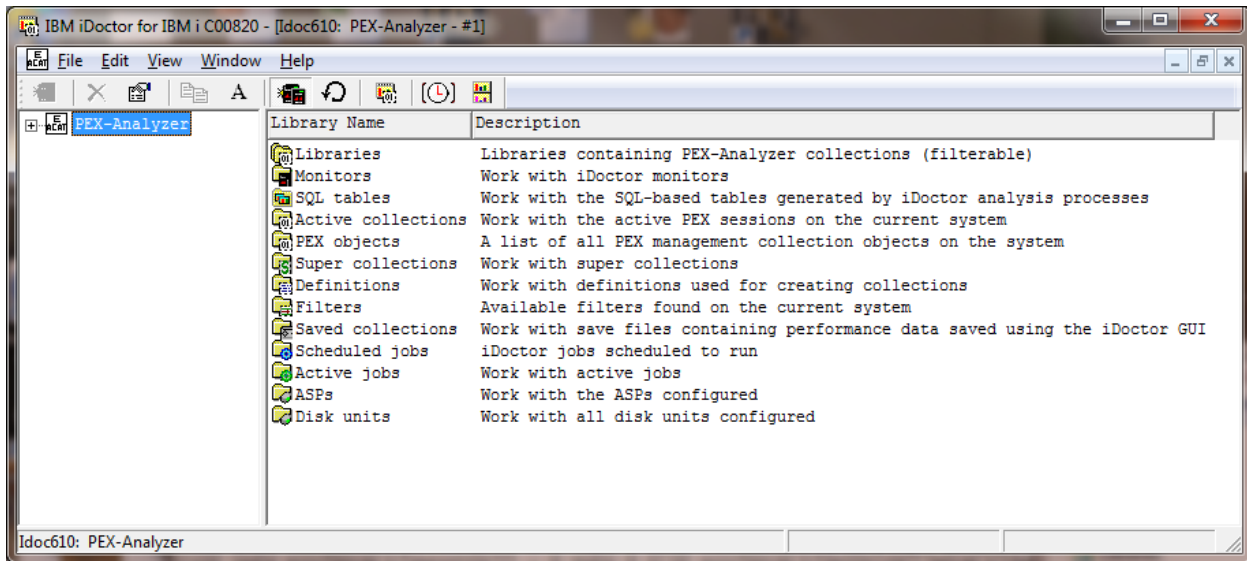 IBM iDoctor for IBM i C00820 - [Idoc610: PEX-Analyzer - #1]
File Edit View Window Help
A
PEX-Analyzer
Library Name Description
Libraries Libraries containing PEX-Analyzer collections (filterable)
Monitors Work with iDoctor monitors
SQL tables Work with the SQL-based tables generated by iDoctor analysis processes
Active collections Work with the active PEX sessions on the current system
PEX objects A list of all PEX management collection objects on the system
Super collections Work with super collections
Definitions Work with definitions used for creating collections
Filters Available filters found on the current system
Saved collections Work with save files containing performance data saved using the iDoctor GUI
Scheduled jobs iDoctor jobs scheduled to run
Active jobs Work with active jobs
ASPs Work with the ASPs configured
Disk units Work with all disk units configured
Idoc610: PEX-Analyzer